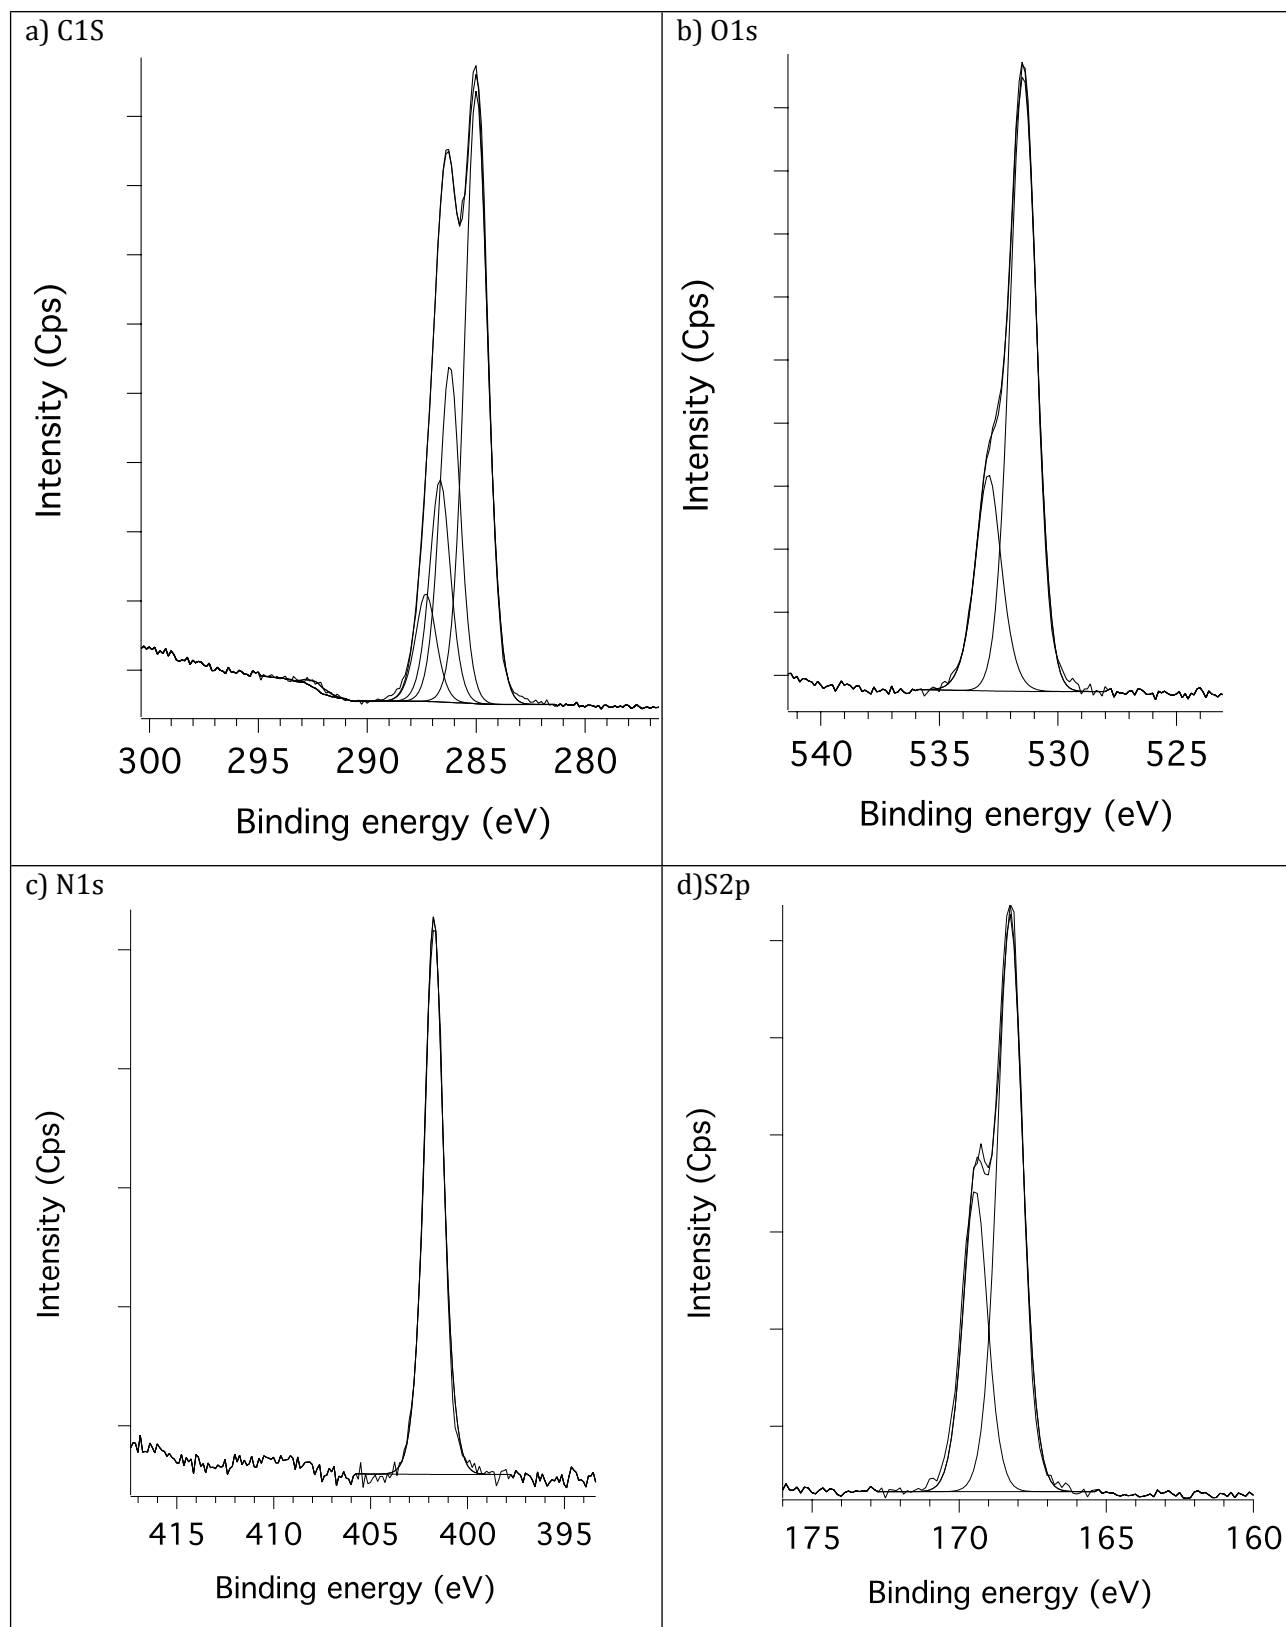 a) C1S
Intensity (Cps)
300 295 290 285 280
Binding energy (eV)
b) O1s
Intensity (Cps)
540 535 530 525
Binding energy (eV)
c) N1s
Intensity (Cps)
415 410 405 400 395
Binding energy (eV)
d)S2p
Intensity (Cps)
175 170 165 160
Binding energy (eV)